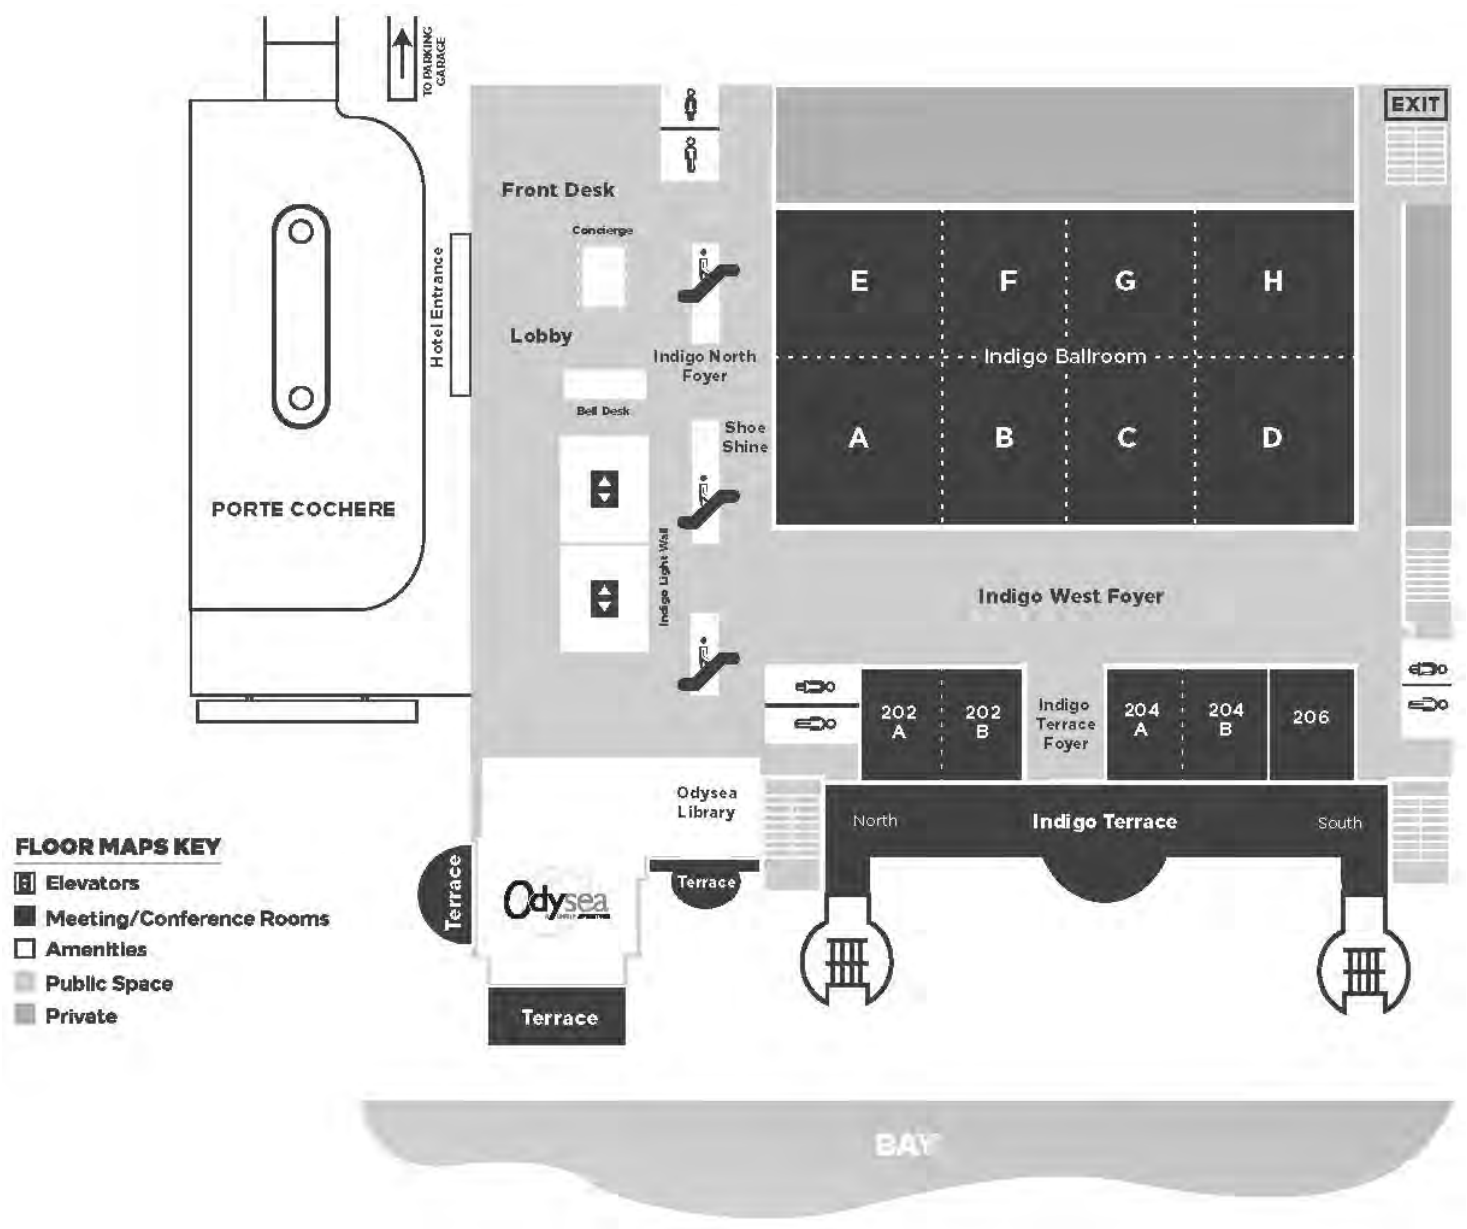 TO PARKING
GARAGE
EXIT
Front Desk
Concierge
Hotel Entrance
Lobby
Indigo North
Foyer
Bell Desk
Shoe
Shine
E
F
G
H
Indigo Ballroom
A
B
C
D
PORTE COCHERE
Indigo Light Wall
Indigo West Foyer
202
A
202
B
Indigo
Terrace
Foyer
204
A
204
B
206
Odysea
Library
North
Indigo Terrace
South
Terrace
Terrace
Odysea
Terrace
FLOOR MAPS KEY
Elevators
Meeting/Conference Rooms
Amenities
Public Space
Private
BAY